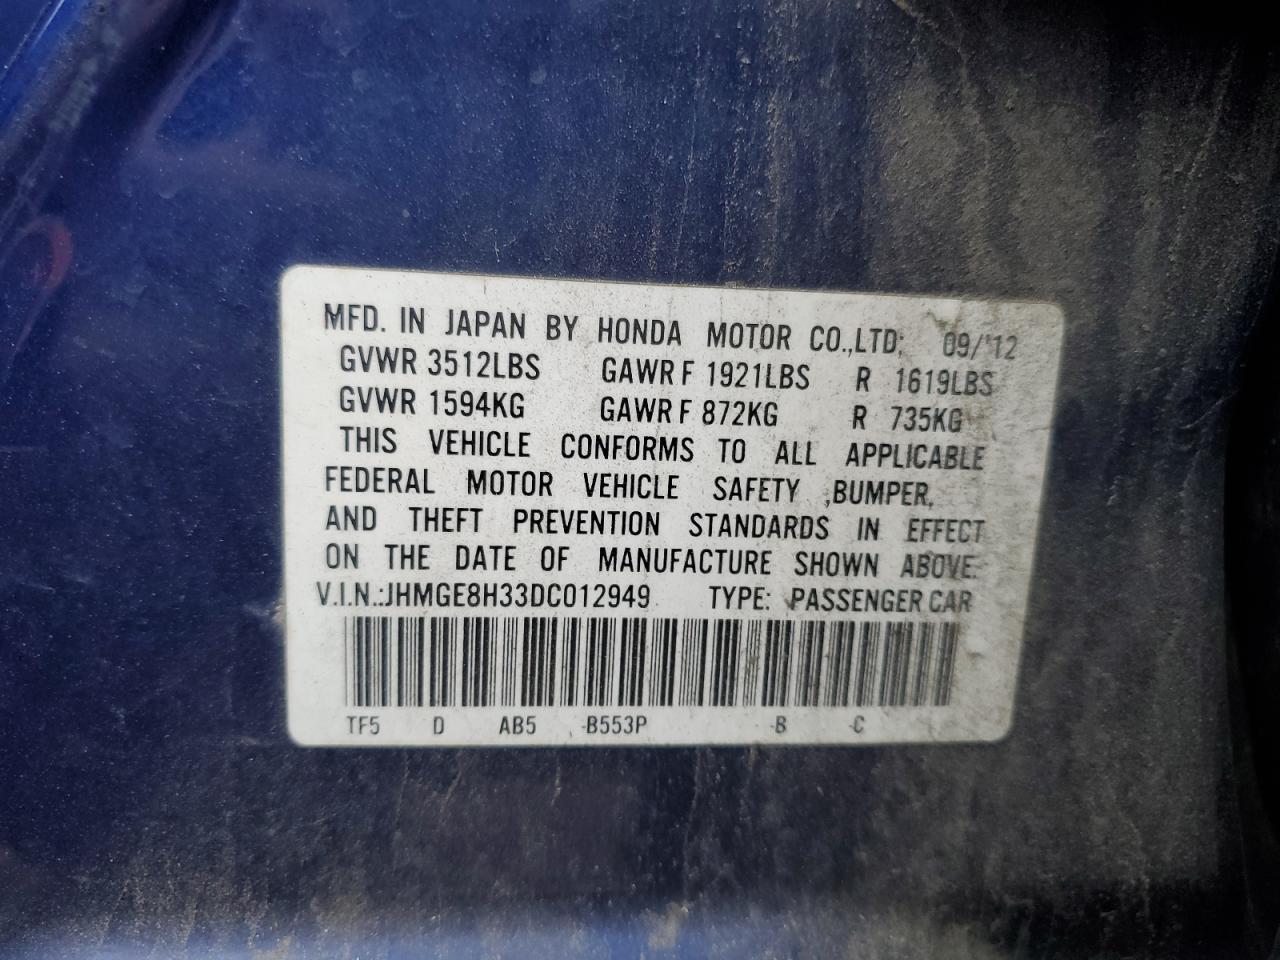 MFD. IN JAPAN BY HONDA MOTOR CO.,LTD; 09/'12
GVWR 3512LBS GAWR F 1921LBS R 1619LBS
GVWR 1594KG GAWR F 872KG R 735KG
THIS VEHICLE CONFORMS TO ALL APPLICABLE
FEDERAL MOTOR VEHICLE SAFETY ,BUMPER,
AND THEFT PREVENTION STANDARDS IN EFFECT
ON THE DATE OF MANUFACTURE SHOWN ABOVE.
V.I.N.:JHMGE8H33DC012949 TYPE: PASSENGER CAR
TF5 D AB5 -B553P -B -C